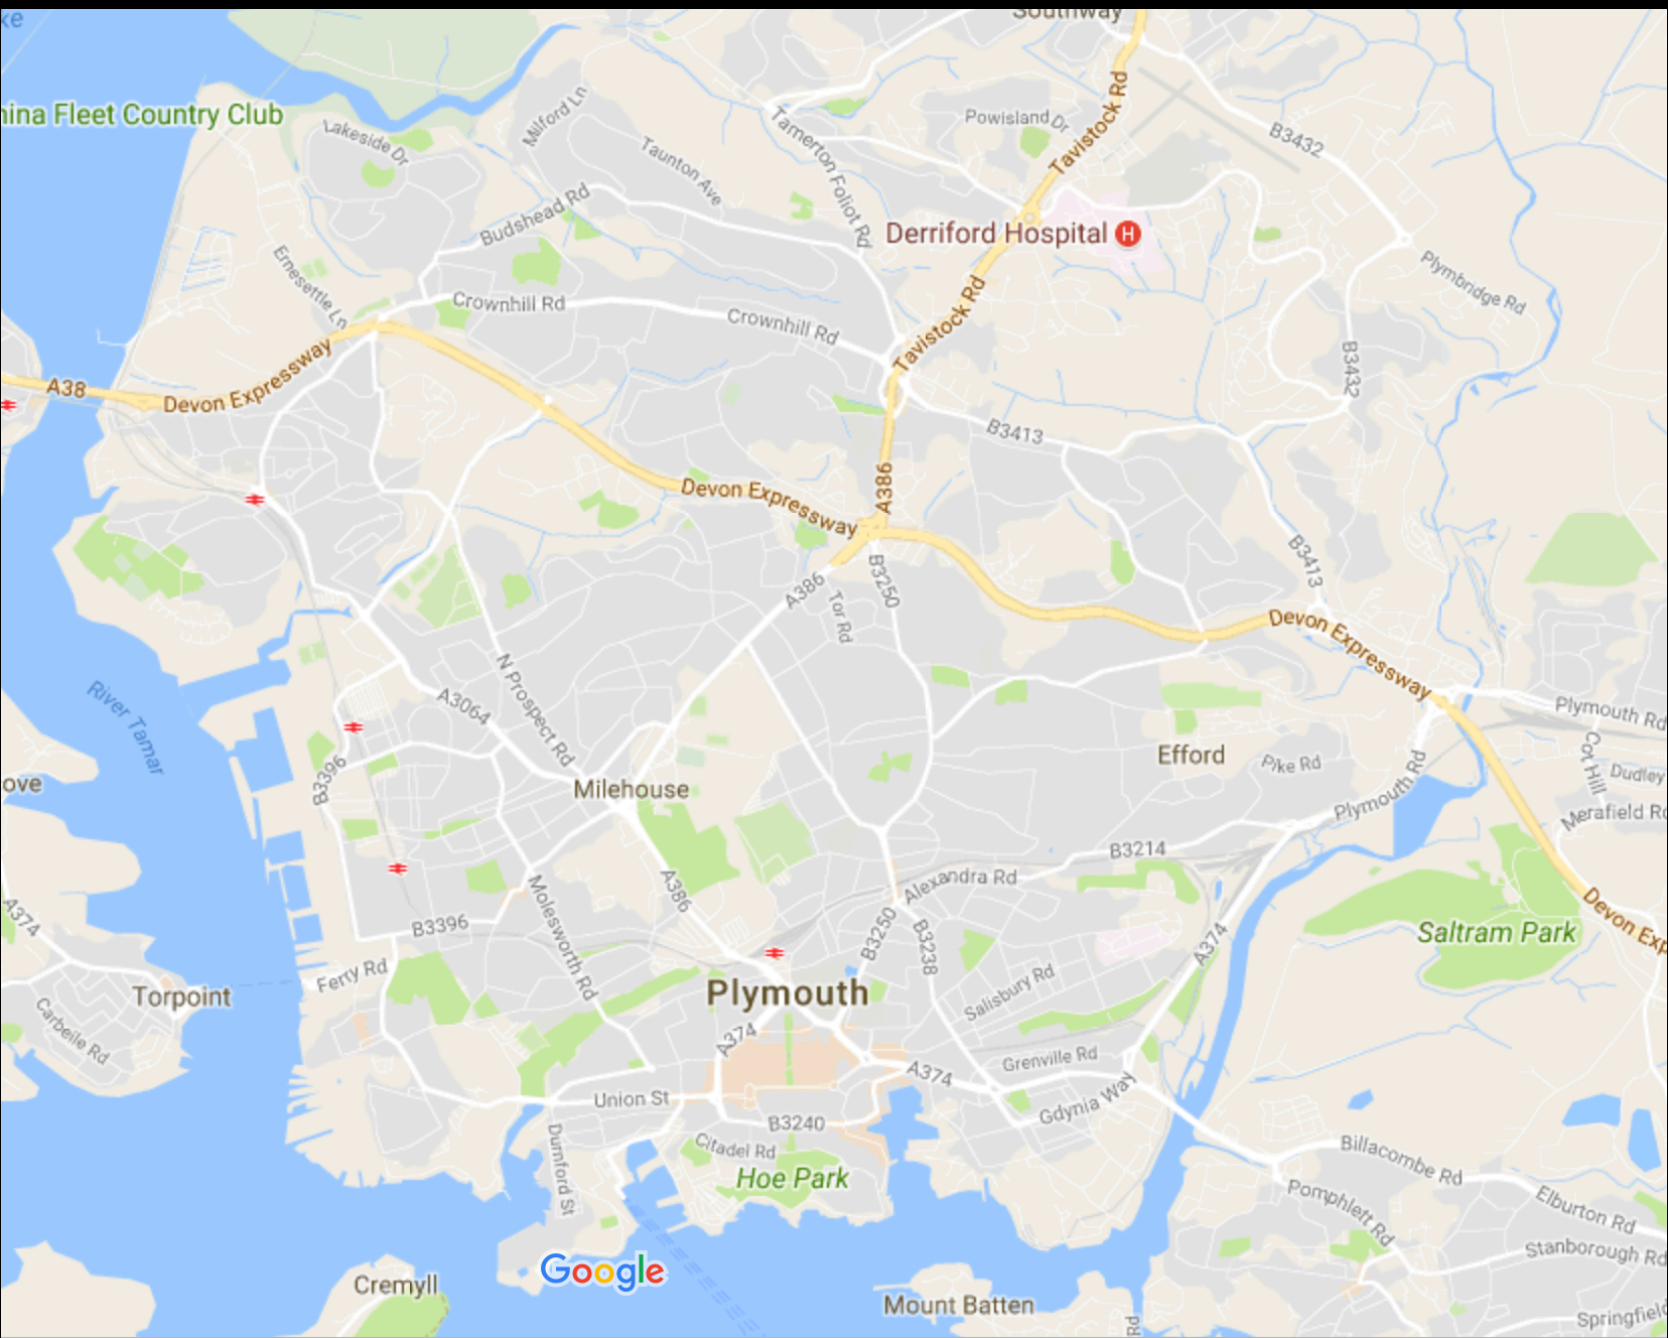 Southway
China Fleet Country Club
Milford Ln
Lakeside Dr
Powisland Dr
Tavistock Rd
B3432
Tamerton Foliot Rd
Taunton Ave
Budshead Rd
Derriford Hospital H
Ernesettle Ln
Plymbridge Rd
Crownhill Rd
Crownhill Rd
Tavistock Rd
B3432
A38
Devon Expressway
B3413
A386
Devon Expressway
B3413
A386
B3250
Tor Rd
Devon Expressway
N Prospect Rd
River Tamar
A3064
Plymouth Rd
Efford
Pike Rd
Cot Hill
Dudley
ove
B3396
Milehouse
Plymouth Rd
Merafield Rd
B3214
Alexandra Rd
A386
Molesworth Rd
A374
B3396
B3250
B3238
A374
Saltram Park
Devon Exp
Ferry Rd
Torpoint
Plymouth
Salisbury Rd
Carbeile Rd
A374
Grenville Rd
A374
Union St
Gdynia Way
B3240
Citadel Rd
Durnford St
Hoe Park
Billacombe Rd
Pomphlett Rd
Elburton Rd
Stanborough Rd
Google
Cremyll
Mount Batten
Rd
Springfield